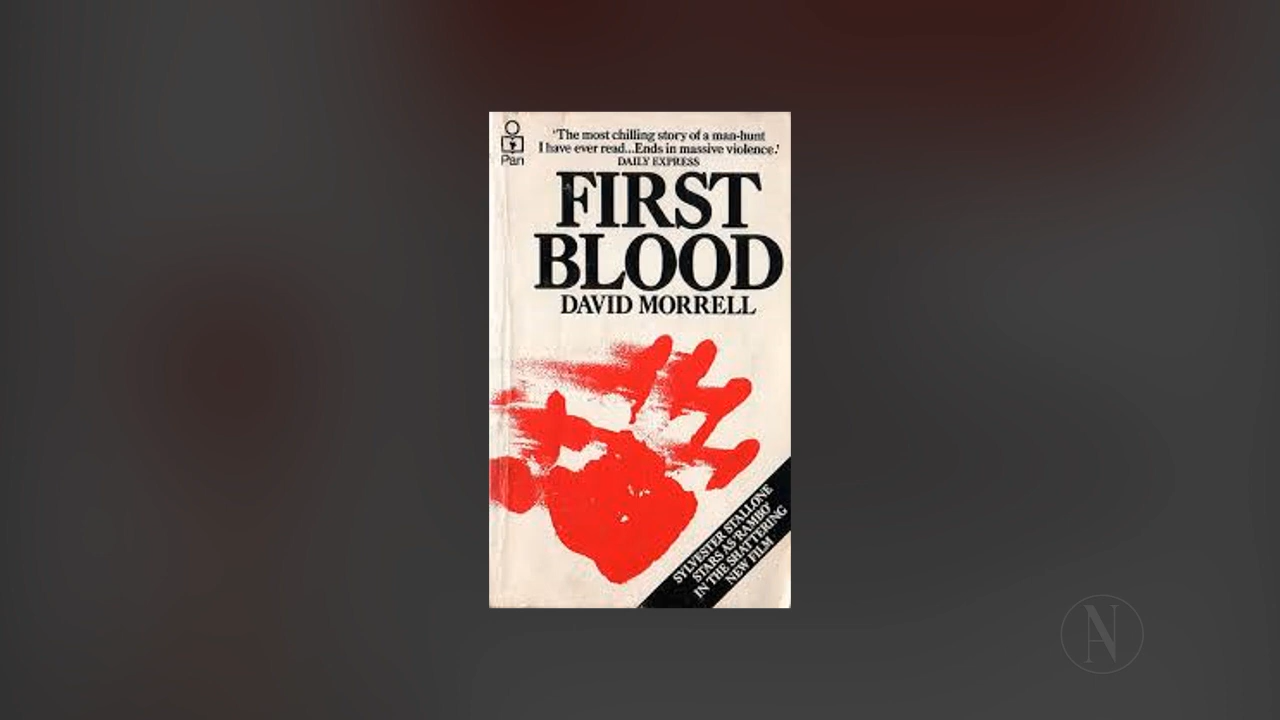 'The most chilling story of a man-hunt
I have ever read...Ends in massive violence.'
DAILY EXPRESS
Pan
FIRST
BLOOD
DAVID MORRELL
SYLVESTER STALLONE
STARS AS 'RAMBO'
IN THE SHATTERING
NEW FILM
AN